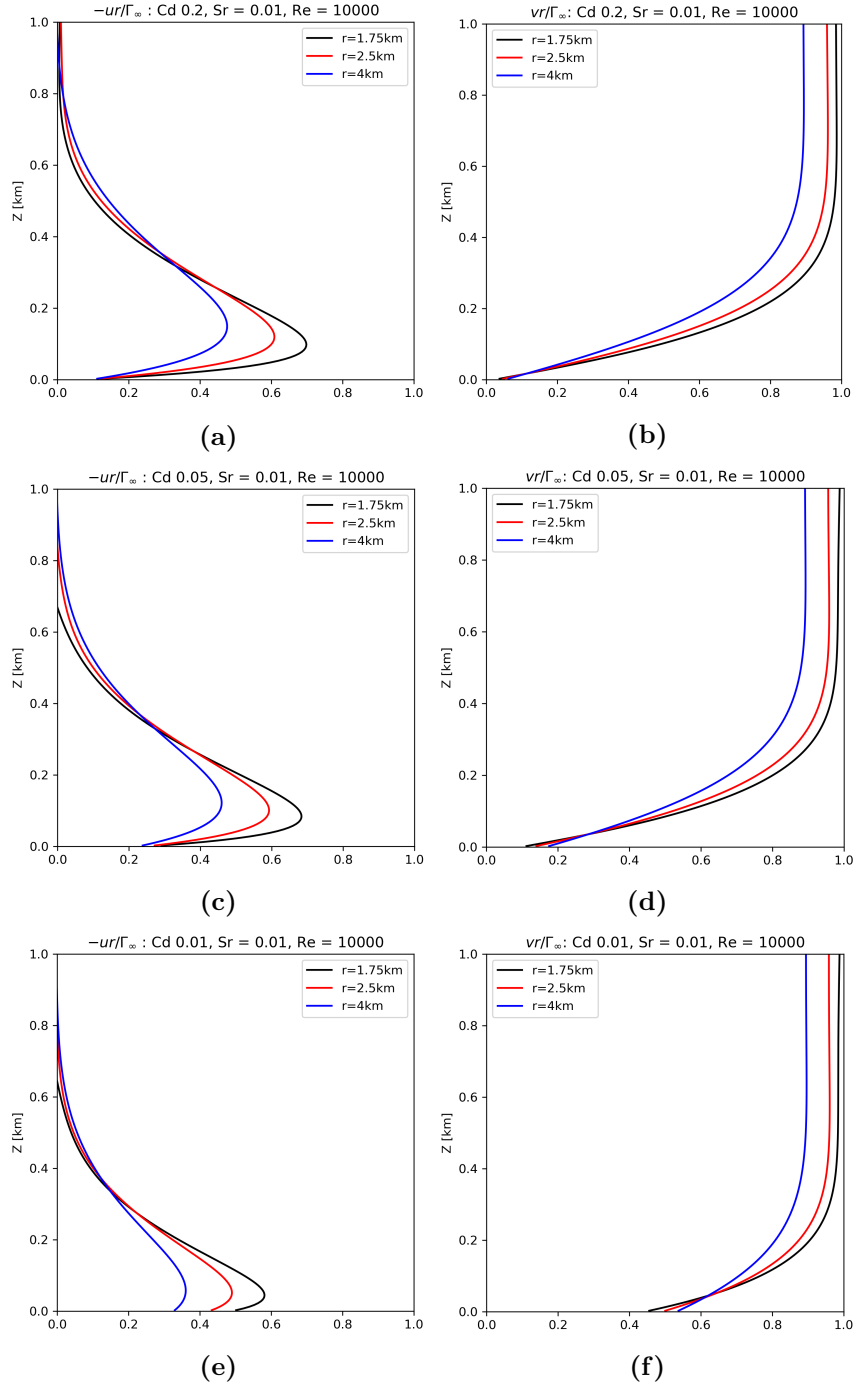 −ur/Γ∞ : Cd 0.2, Sr = 0.01, Re = 10000
1.0
0.8
0.6
0.4
0.2
0.0
Z [km]
r=1.75km
r=2.5km
r=4km
0.0 0.2 0.4 0.6 0.8 1.0
(a)
vr/Γ∞ : Cd 0.2, Sr = 0.01, Re = 10000
1.0
0.8
0.6
0.4
0.2
0.0
Z [km]
r=1.75km
r=2.5km
r=4km
0.0 0.2 0.4 0.6 0.8 1.0
(b)
−ur/Γ∞ : Cd 0.05, Sr = 0.01, Re = 10000
1.0
0.8
0.6
0.4
0.2
0.0
Z [km]
r=1.75km
r=2.5km
r=4km
0.0 0.2 0.4 0.6 0.8 1.0
(c)
vr/Γ∞: Cd 0.05, Sr = 0.01, Re = 10000
1.0
0.8
0.6
0.4
0.2
0.0
Z [km]
r=1.75km
r=2.5km
r=4km
0.0 0.2 0.4 0.6 0.8 1.0
(d)
−ur/Γ∞ : Cd 0.01, Sr = 0.01, Re = 10000
1.0
0.8
0.6
0.4
0.2
0.0
Z [km]
r=1.75km
r=2.5km
r=4km
0.0 0.2 0.4 0.6 0.8 1.0
(e)
vr/Γ∞: Cd 0.01, Sr = 0.01, Re = 10000
1.0
0.8
0.6
0.4
0.2
0.0
Z [km]
r=1.75km
r=2.5km
r=4km
0.0 0.2 0.4 0.6 0.8 1.0
(f)